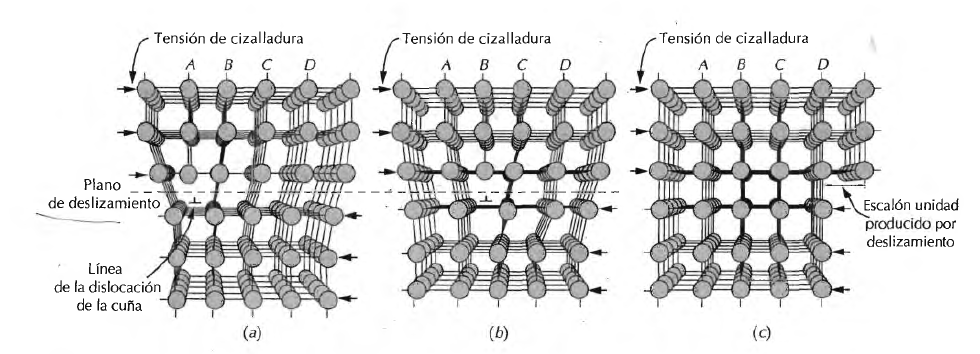 Tensión de cizalladura
Tensión de cizalladura
Tensión de cizalladura
A B C D
A B C D
A B C D
Plano
de deslizamiento
Línea
de la dislocación
de la cuña
Escalón unidad
producido por
deslizamiento
(a)
(b)
(c)